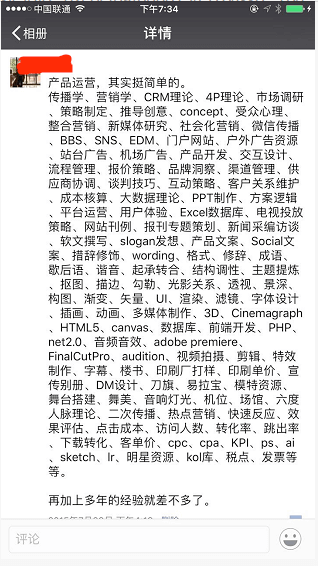 中国联通 下午7:34
相册 详情
产品运营，其实挺简单的。
传播学、营销学、CRM理论、4P理论、市场调研
、策略制定、推导创意、concept、受众心理、
整合营销、新媒体研究、社会化营销、微信传播
、BBS、SNS、EDM、门户网站、户外广告资源
、站台广告、机场广告、产品开发、交互设计、
流程管理、报价策略、品牌洞察、渠道管理、供
应商协调、谈判技巧、互动策略、客户关系维护
、成本核算、大数据理论、PPT制作、方案逻辑
、平台运营、用户体验、Excel数据库、电视投放
策略、网站刊例、报刊专题策划、新闻采编访谈
、软文撰写、slogan发想、产品文案、Social文
案、措辞修饰、wording、格式、修辞、成语、
歇后语、谐音、起承转合、结构调性、主题提炼
、抠图、描边、勾勒、光影关系、透视、景深、
构图、渐变、矢量、UI、渲染、滤镜、字体设计
、插画、动画、多媒体制作、3D、Cinemagraph
、HTML5、canvas、数据库、前端开发、PHP、
net2.0、音频音效、adobe premiere、
FinalCutPro、audition、视频拍摄、剪辑、特效
制作、字幕、楼书、印刷厂打样、印刷单价、宣
传别册、DM设计、刀旗、易拉宝、模特资源、
舞台搭建、舞美、音响灯光、机位、场馆、六度
人脉理论、二次传播、热点营销、快速反应、效
果评估、点击成本、访问人数、转化率、跳出率
、下载转化、客单价、cpc、cpa、KPI、ps、ai
、sketch、lr、明星资源、kol库、税点、发票等
等。
再加上多年的经验就差不多了。
评论